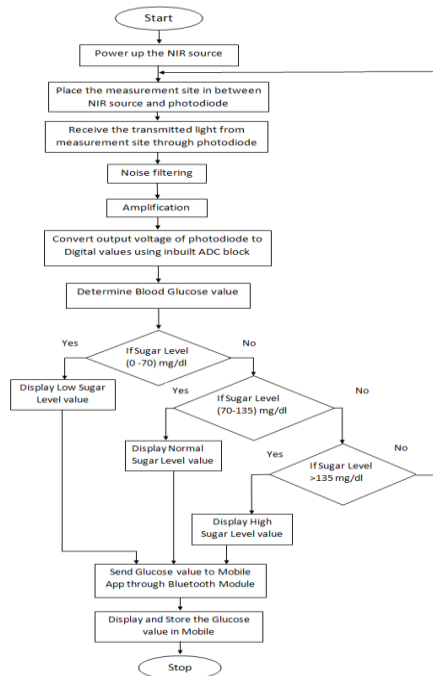 Start
Power up the NIR source
Place the measurement site in between
NIR source and photodiode
Receive the transmitted light from
measurement site through photodiode
Noise filtering
Amplification
Convert output voltage of photodiode to
Digital values using inbuilt ADC block
Determine Blood Glucose value
Yes
No
If Sugar Level
(0 -70) mg/dl
Display Low Sugar
Level value
Yes
No
If Sugar Level
(70-135) mg/dl
Display Normal
Sugar Level value
Yes
No
If Sugar Level
>135 mg/dl
Display High
Sugar Level value
Send Glucose value to Mobile
App through Bluetooth Module
Display and Store the Glucose
value in Mobile
Stop